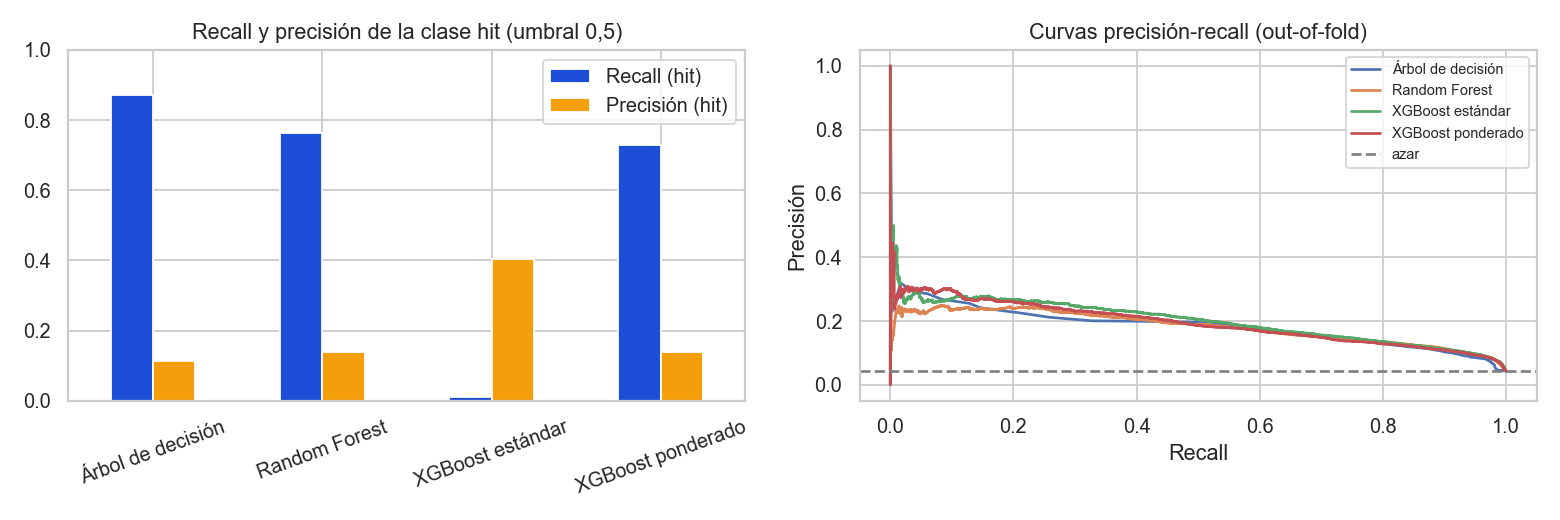 Recall y precisión de la clase hit (umbral 0,5)
1.0
0.8
0.6
0.4
0.2
0.0
Recall (hit)
Precisión (hit)
Árbol de decisión
Random Forest
XGBoost estándar
XGBoost ponderado
Curvas precisión-recall (out-of-fold)
Precisión
1.0
0.8
0.6
0.4
0.2
0.0
Árbol de decisión
Random Forest
XGBoost estándar
XGBoost ponderado
azar
0.0 0.2 0.4 0.6 0.8 1.0
Recall